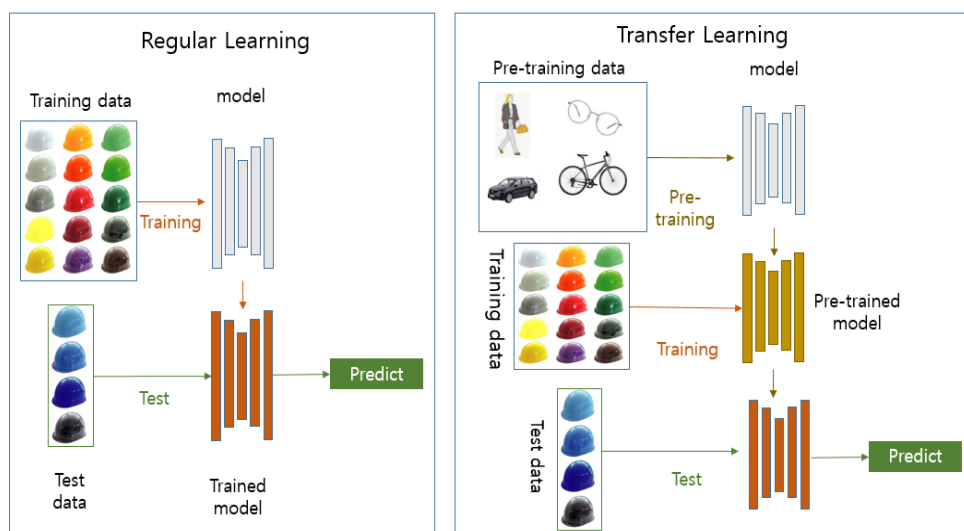 Regular Learning
Training data
model
Training
Test
Predict
Test
data
Trained
model
Transfer Learning
Pre-training data
model
Pre-
training
Training data
Pre-trained
model
Training
Test data
Test
Predict